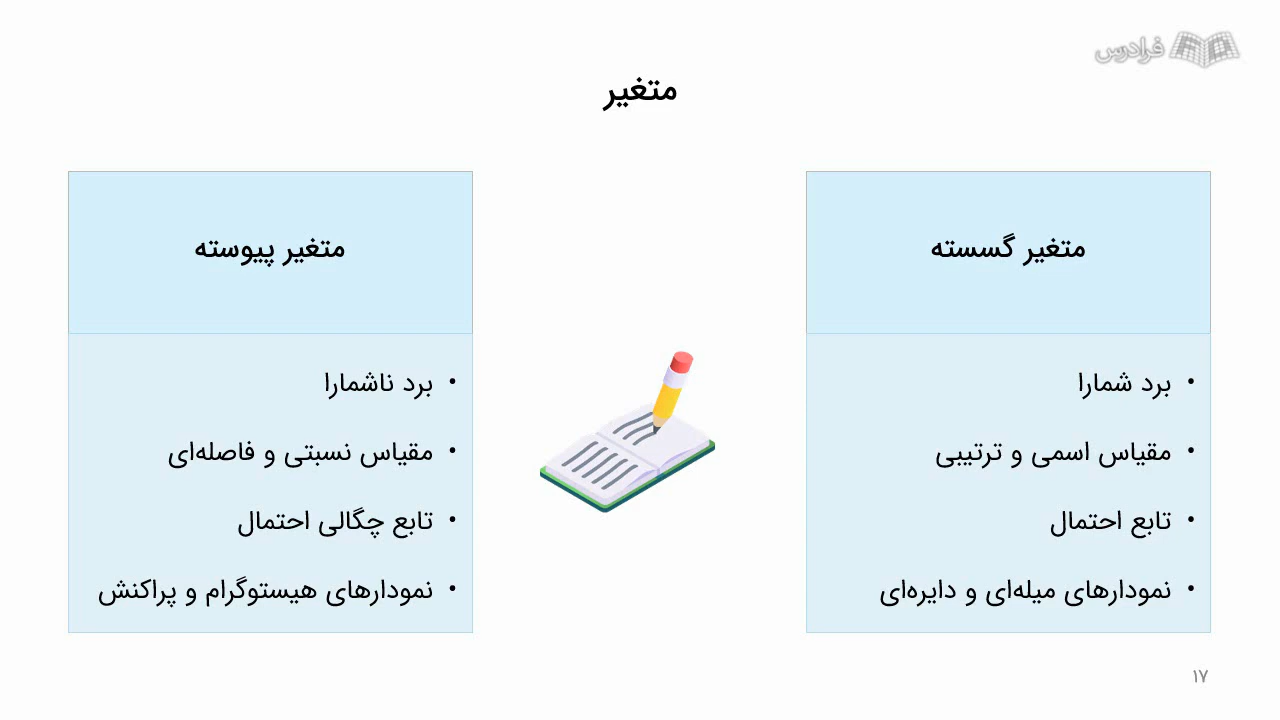 فرادرس
متغیر
متغیر گسسته
• برد شمارا
• مقیاس اسمی و ترتیبی
• تابع احتمال
• نمودارهای میله‌ای و دایره‌ای
متغیر پیوسته
• برد ناشمارا
• مقیاس نسبتی و فاصله‌ای
• تابع چگالی احتمال
• نمودارهای هیستوگرام و پراکنش
۱۷